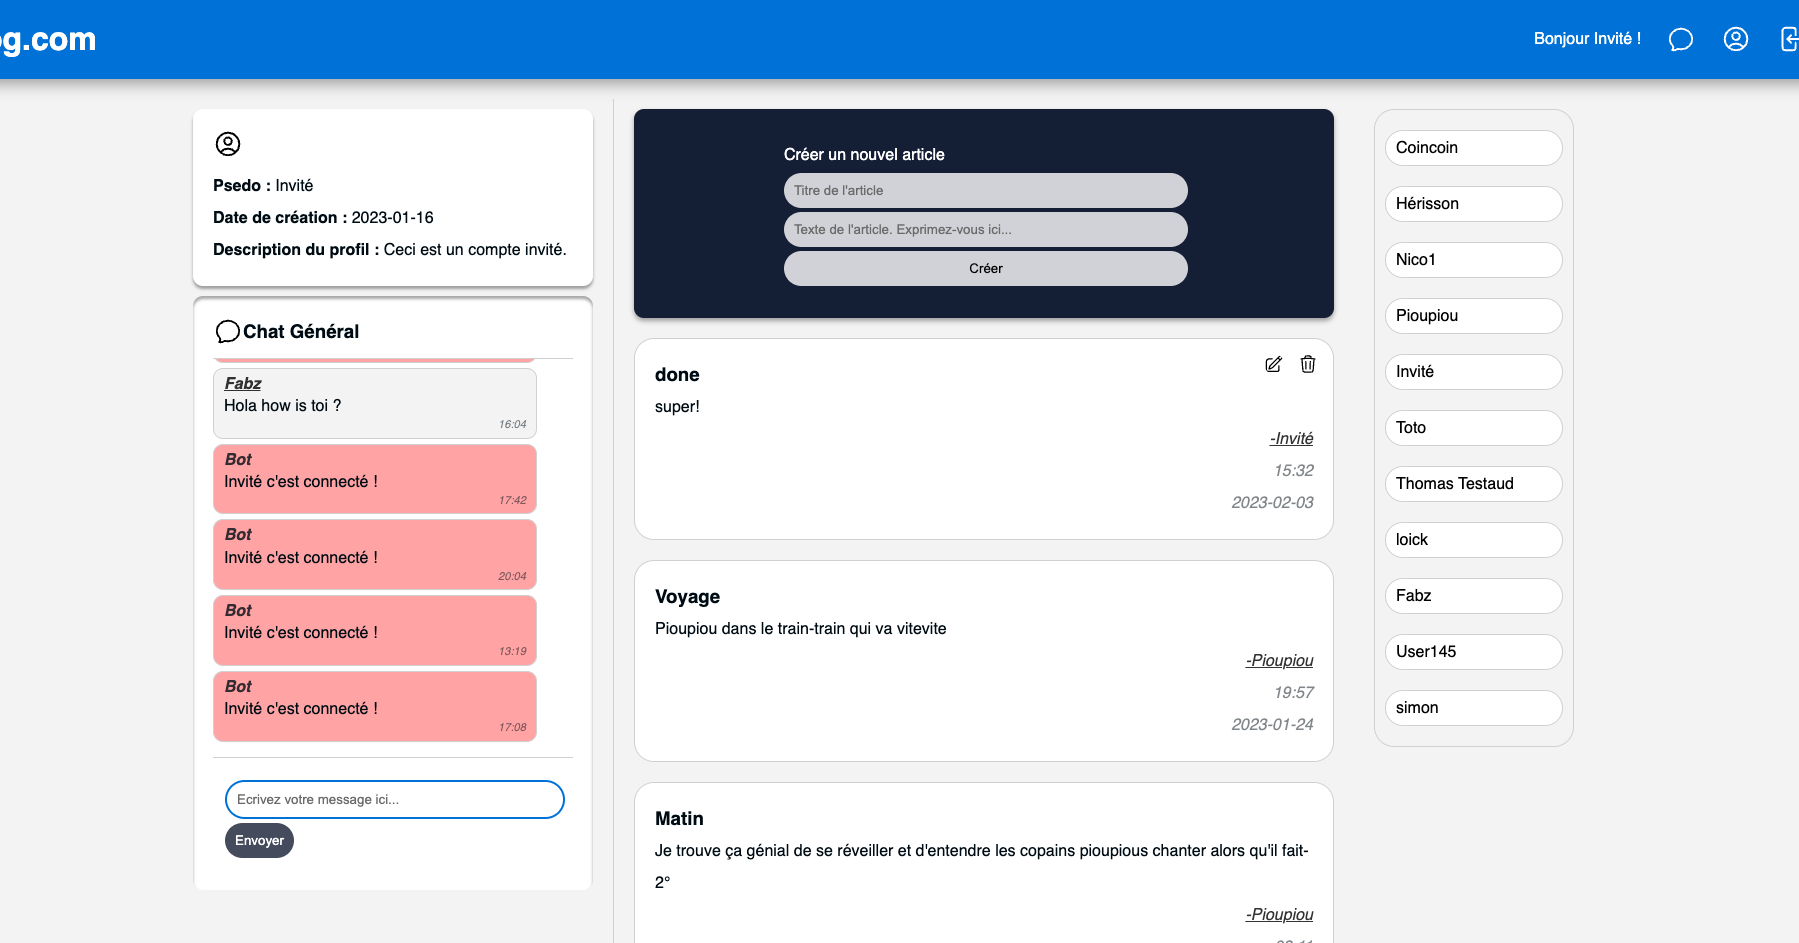 og.com
Bonjour Invité !
Psedo : Invité
Date de création : 2023-01-16
Description du profil : Ceci est un compte invité.
Chat Général
Fabz
Hola how is toi ?
16:04
Bot
Invité c'est connecté !
17:42
Bot
Invité c'est connecté !
20:04
Bot
Invité c'est connecté !
13:19
Bot
Invité c'est connecté !
17:08
Ecrivez votre message ici...
Envoyer
Créer un nouvel article
Titre de l'article
Texte de l'article. Exprimez-vous ici...
Créer
done
super!
-Invité
15:32
2023-02-03
Voyage
Pioupiou dans le train-train qui va vitevite
-Pioupiou
19:57
2023-01-24
Matin
Je trouve ça génial de se réveiller et d'entendre les copains pioupious chanter alors qu'il fait-
2°
-Pioupiou
Coincoin
Hérisson
Nico1
Pioupiou
Invité
Toto
Thomas Testaud
loick
Fabz
User145
simon